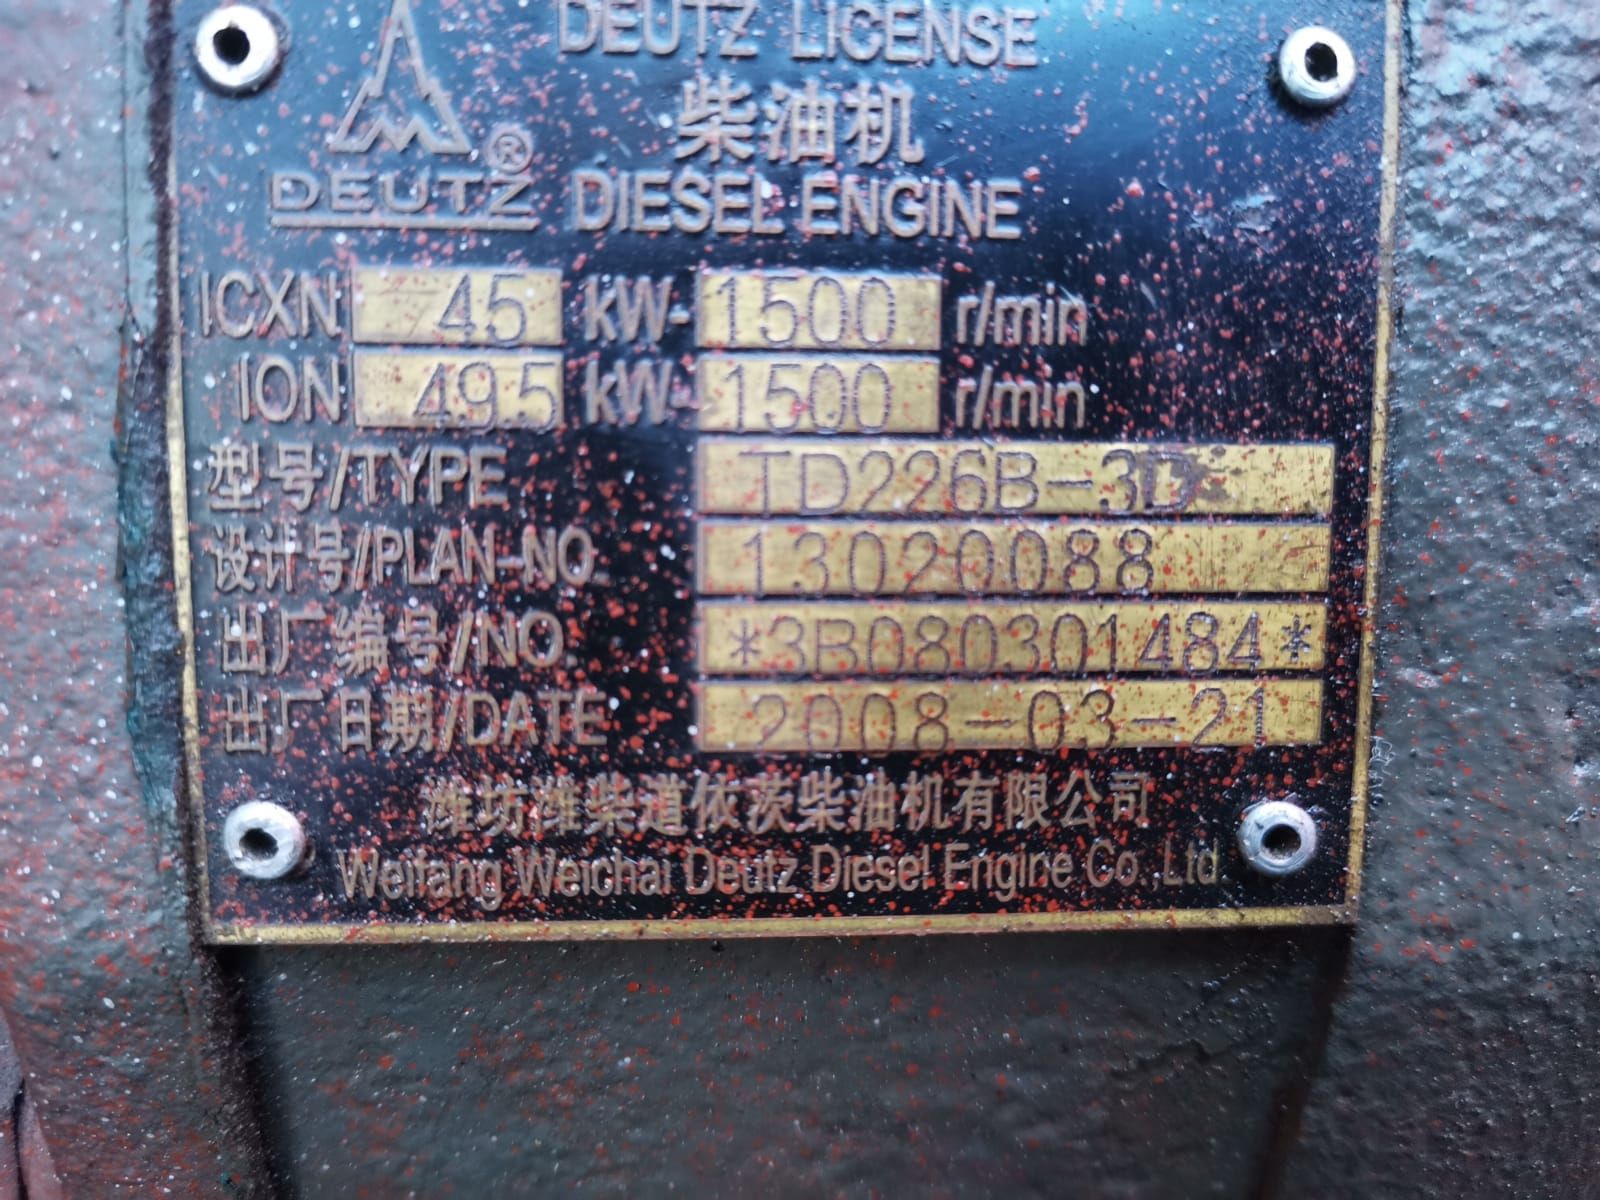 DEUTZ LICENSE
柴油机
®
DEUTZ DIESEL ENGINE
ICXN 45 kW- 1500 r/min
ION 49.5 kW- 1500 r/min
型号/TYPE TD226B-3D
设计号/PLAN-NO. 13020088
出厂编号/NO. *3B080301484*
出厂日期/DATE 2008-03-21
潍坊潍柴道依茨柴油机有限公司
Weifang Weichai Deutz Diesel Engine Co.,Ltd